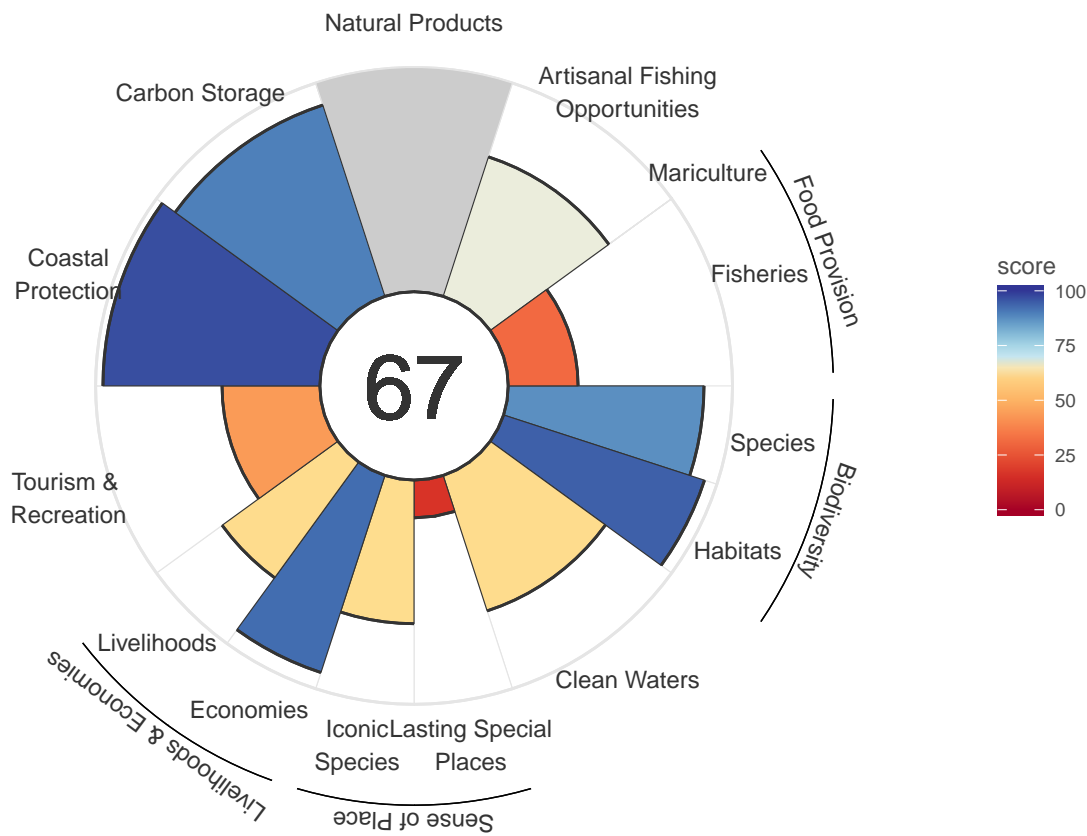 Natural Products
Artisanal Fishing
Opportunities
Carbon Storage
Mariculture
Food Provision
Fisheries
Coastal
Protection
score
100
75
50
25
0
67
Species
Biodiversity
Habitats
Tourism &
Recreation
Livelihoods
Clean Waters
Livelihoods & Economies
Economies
Iconic
Species
Lasting Special
Places
Sense of Place